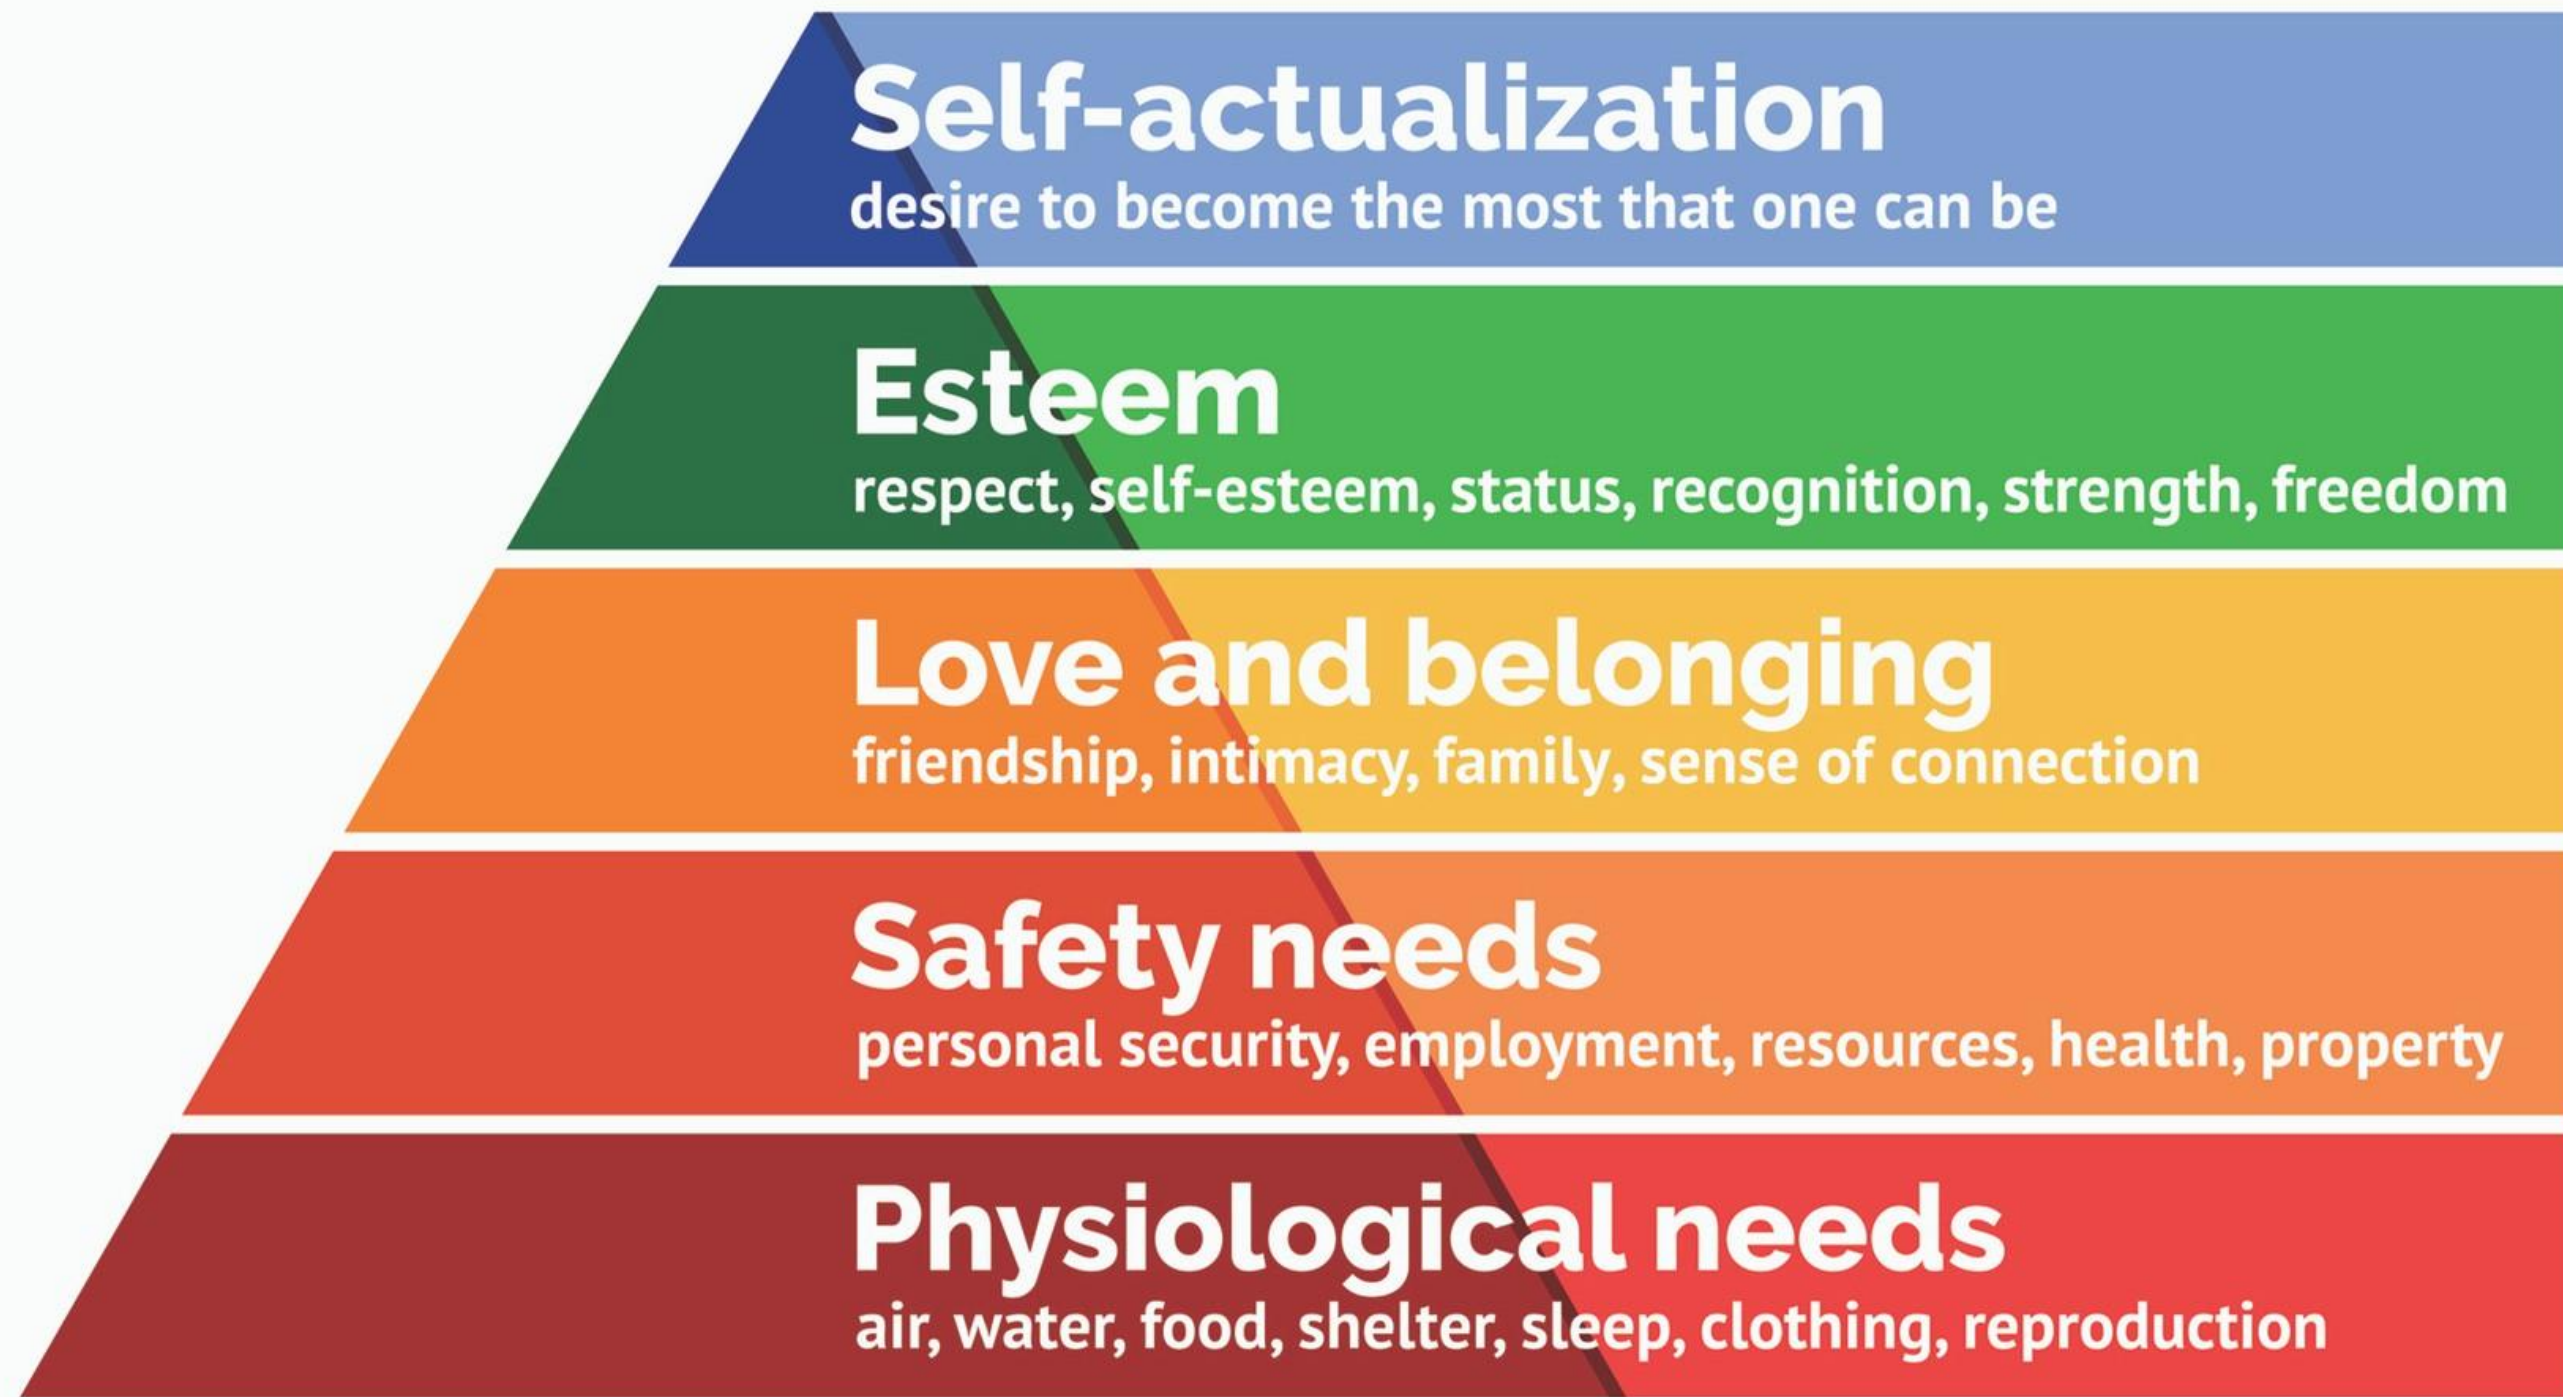 Self-actualization
desire to become the most that one can be
Esteem
respect, self-esteem, status, recognition, strength, freedom
Love and belonging
friendship, intimacy, family, sense of connection
Safety needs
personal security, employment, resources, health, property
Physiological needs
air, water, food, shelter, sleep, clothing, reproduction